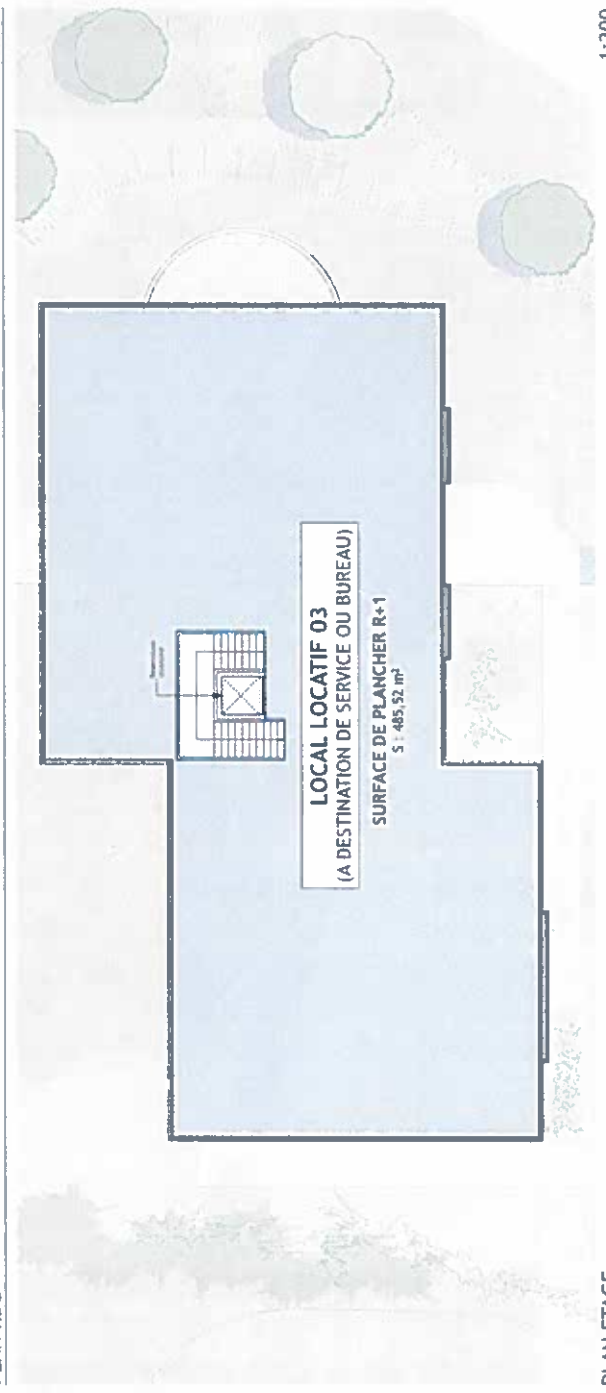 LOCAL LOCATIF 03
(A DESTINATION DE SERVICE OU BUREAU)
SURFACE DE PLANCHER R+1
S : 485,52 m²
PLAN ETAGE
1:200